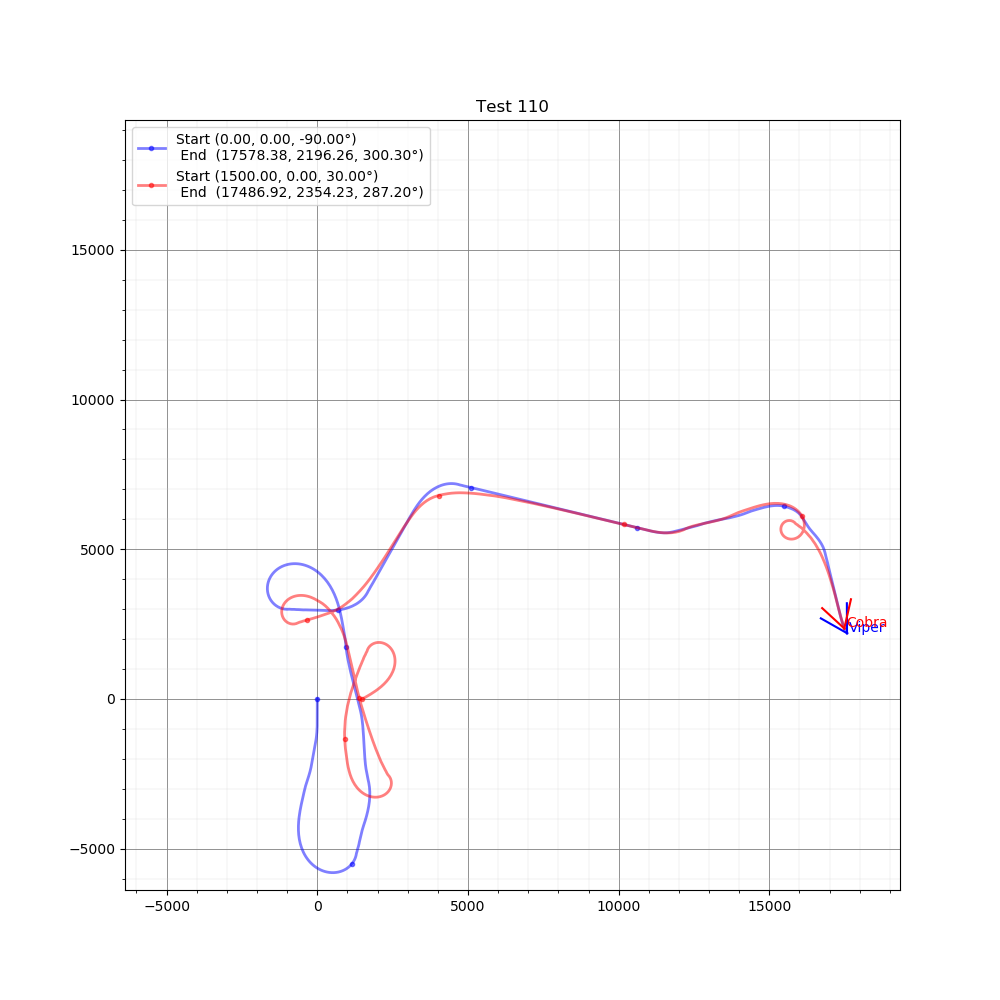 Test 110
Start (0.00, 0.00, -90.00°)
End (17578.38, 2196.26, 300.30°)
Start (1500.00, 0.00, 30.00°)
End (17486.92, 2354.23, 287.20°)
15000
10000
5000
0
−5000
Cobra
Viper
−5000 0 5000 10000 15000